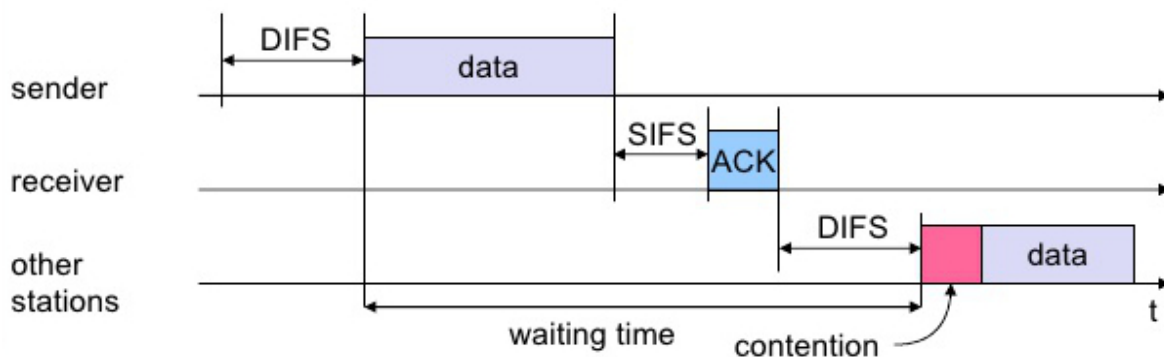 DIFS
data
sender
SIFS
ACK
receiver
DIFS
data
other
stations
t
waiting time
contention